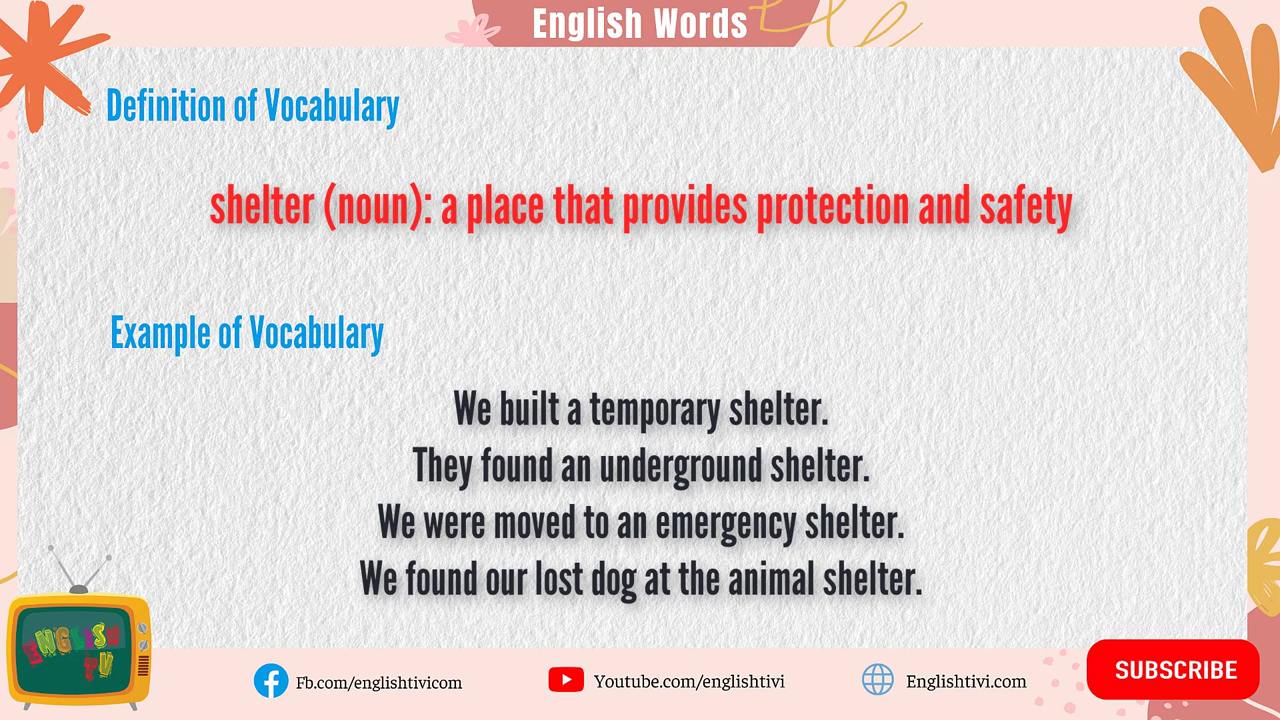 English Words
Definition of Vocabulary
shelter (noun): a place that provides protection and safety
Example of Vocabulary
We built a temporary shelter.
They found an underground shelter.
We were moved to an emergency shelter.
We found our lost dog at the animal shelter.
ENGLISH
TV
Fb.com/englishtivicom
Youtube.com/englishtivi
Englishtivi.com
SUBSCRIBE